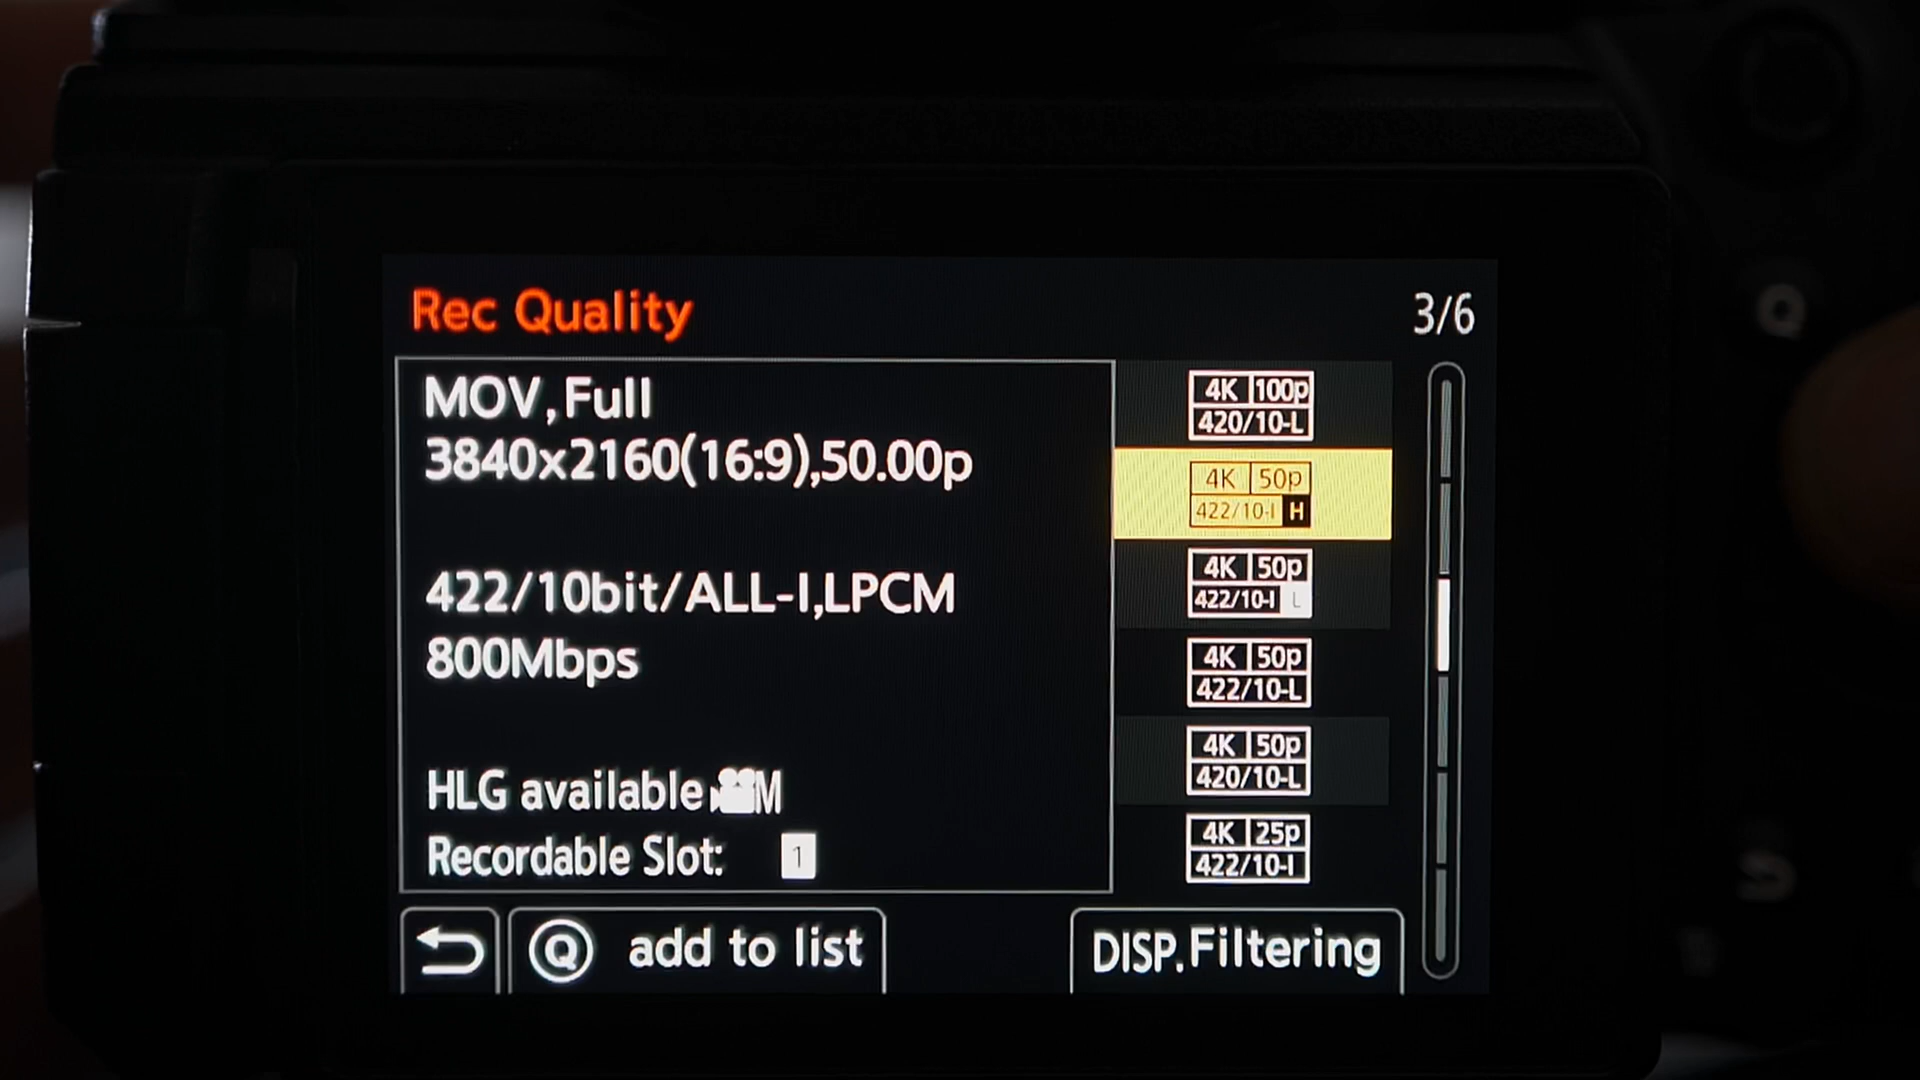 Rec Quality
3/6
MOV,Full
3840x2160(16:9),50.00p
422/10bit/ALL-I,LPCM
800Mbps
HLG available M
Recordable Slot: 1
4K 100p
420/10-L
4K 50p
422/10-I H
4K 50p
422/10-I L
4K 50p
422/10-L
4K 50p
420/10-L
4K 25p
422/10-I
Q add to list
DISP.Filtering
Q